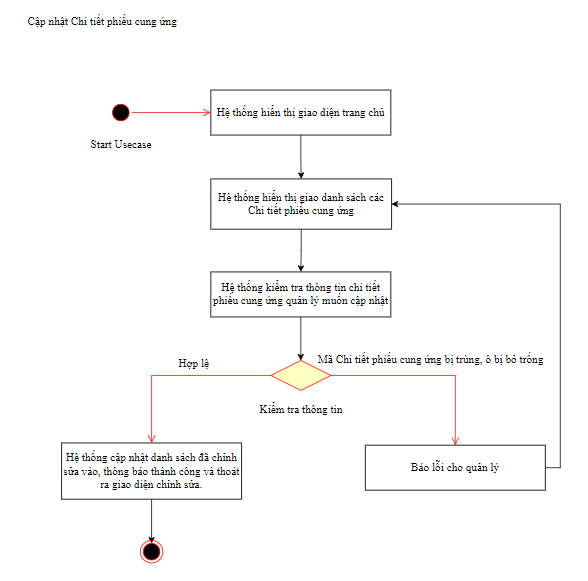 Cập nhật Chi tiết phiếu cung ứng
Hệ thống hiển thị giao diện trang chủ
Start Usecase
Hệ thống hiển thị giao danh sách các
Chi tiết phiếu cung ứng
Hệ thống kiểm tra thông tin chi tiết
phiếu cung ứng quản lý muốn cập nhật
Hợp lệ
Mã Chi tiết phiếu cung ứng bị trùng, ô bị bỏ trống
Kiểm tra thông tin
Hệ thống cập nhật danh sách đã chỉnh
sửa vào, thông báo thành công và thoát
ra giao diện chỉnh sửa.
Báo lỗi cho quản lý